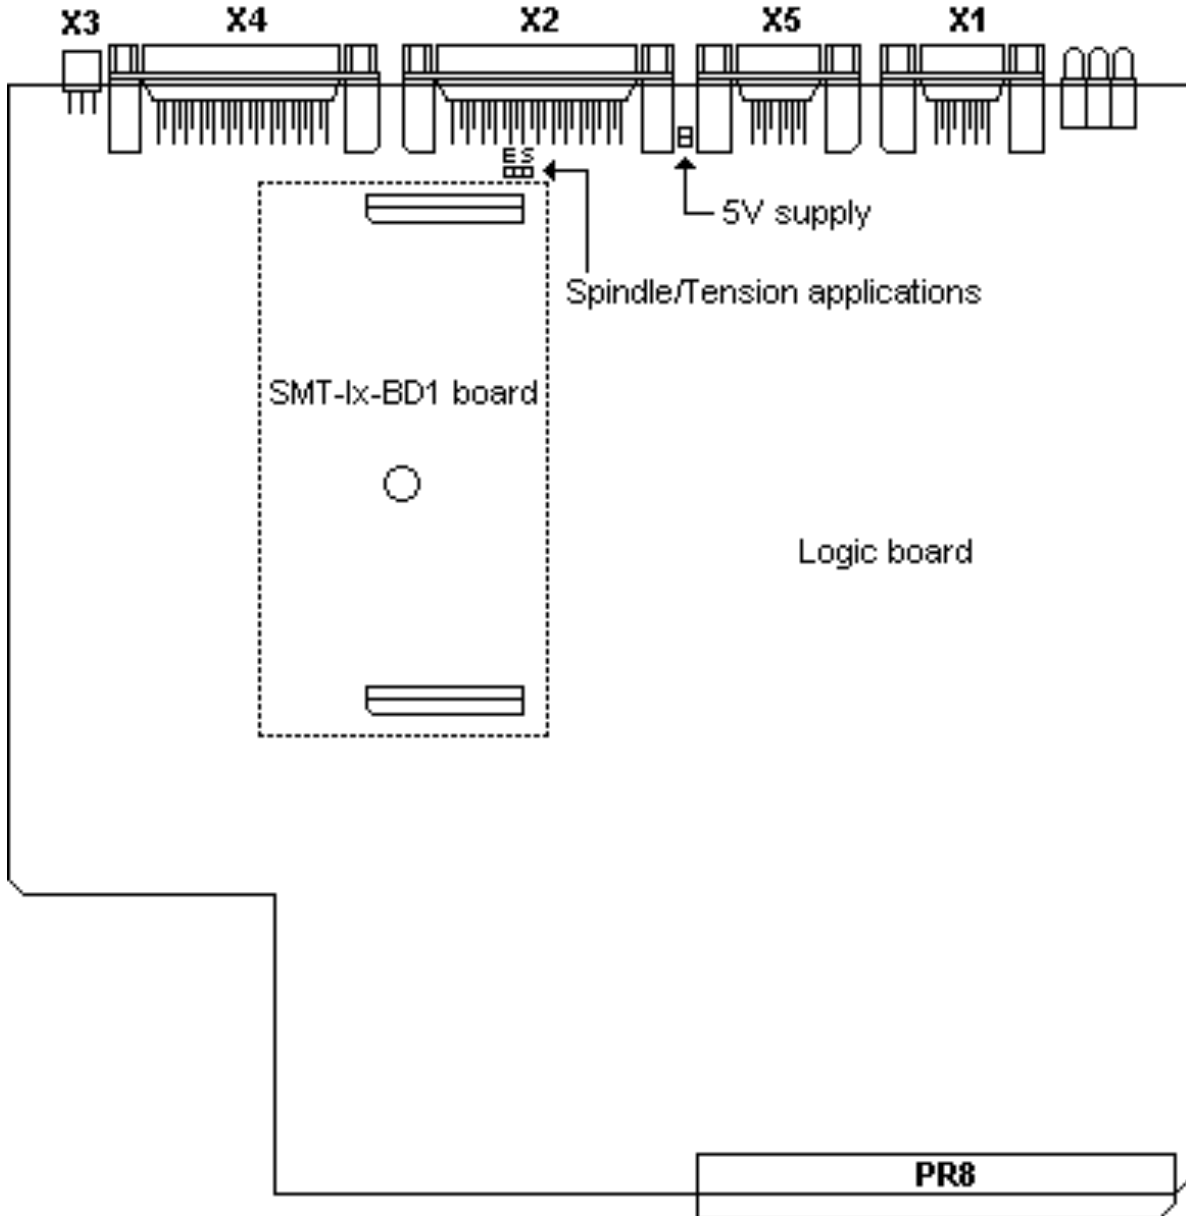 X3 X4 X2 X5 X1
E S
5V supply
Spindle/Tension applications
SMT-Ix-BD1 board
Logic board
PR8